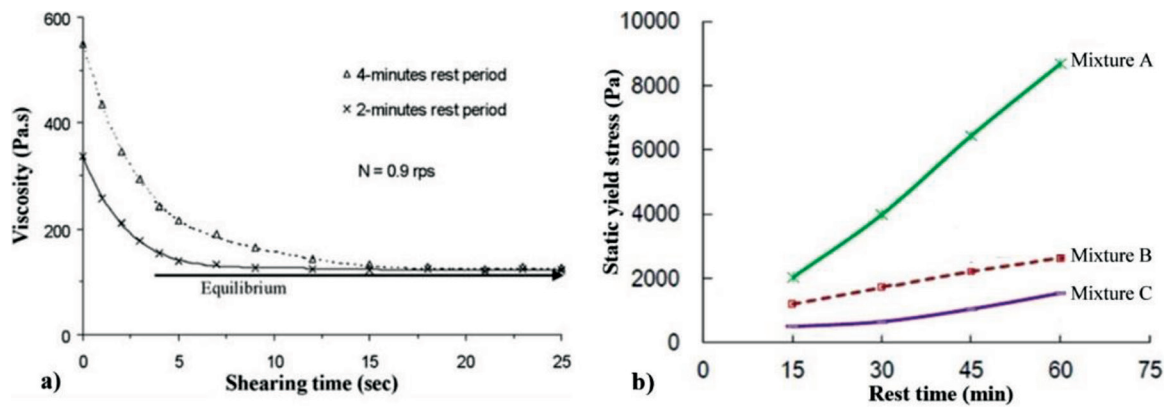 600
400
200
0
Viscosity (Pa.s)
4-minutes rest period
2-minutes rest period
N = 0.9 rps
Equilibrium
0 5 10 15 20 25
Shearing time (sec)
a)
10000
8000
6000
4000
2000
0
Static yield stress (Pa)
Mixture A
Mixture B
Mixture C
0 15 30 45 60 75
Rest time (min)
b)